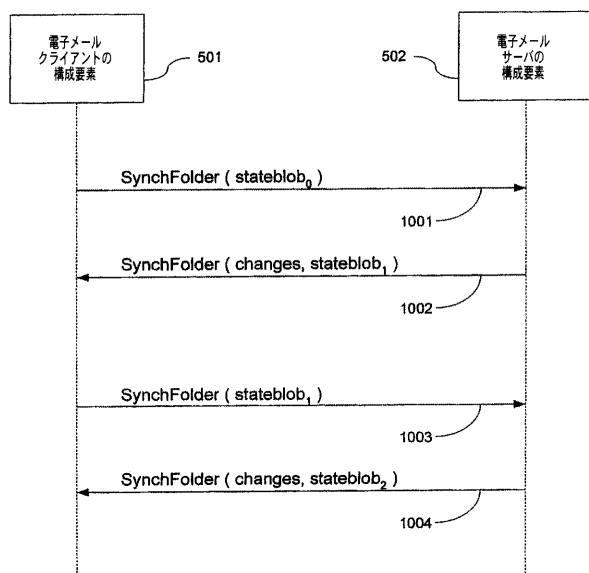 電子メール
クライアントの
構成要素
501
502
電子メール
サーバの
構成要素
SynchFolder ( stateblob₀ )
1001
SynchFolder ( changes, stateblob₁ )
1002
SynchFolder ( stateblob₁ )
1003
SynchFolder ( changes, stateblob₂ )
1004